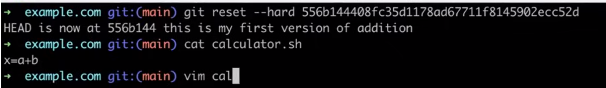 ➜ example.com git:(main) git reset --hard 556b144408fc35d1178ad67711f8145902ecc52d
HEAD is now at 556b144 this is my first version of addition
➜ example.com git:(main) cat calculator.sh
x=a+b
➜ example.com git:(main) vim cal